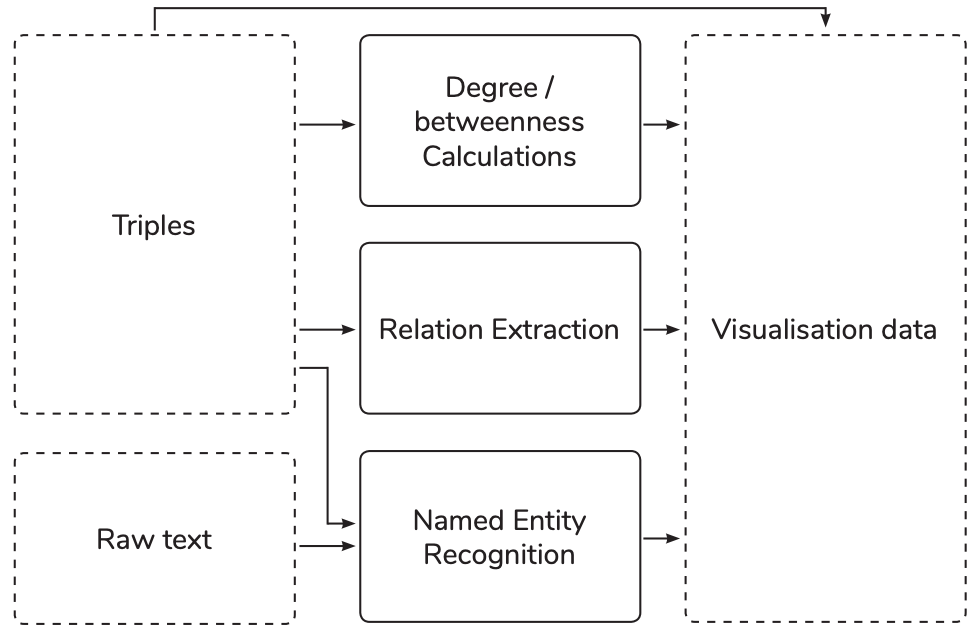 Degree /
betweenness
Calculations
Triples
Relation Extraction
Visualisation data
Named Entity
Recognition
Raw text